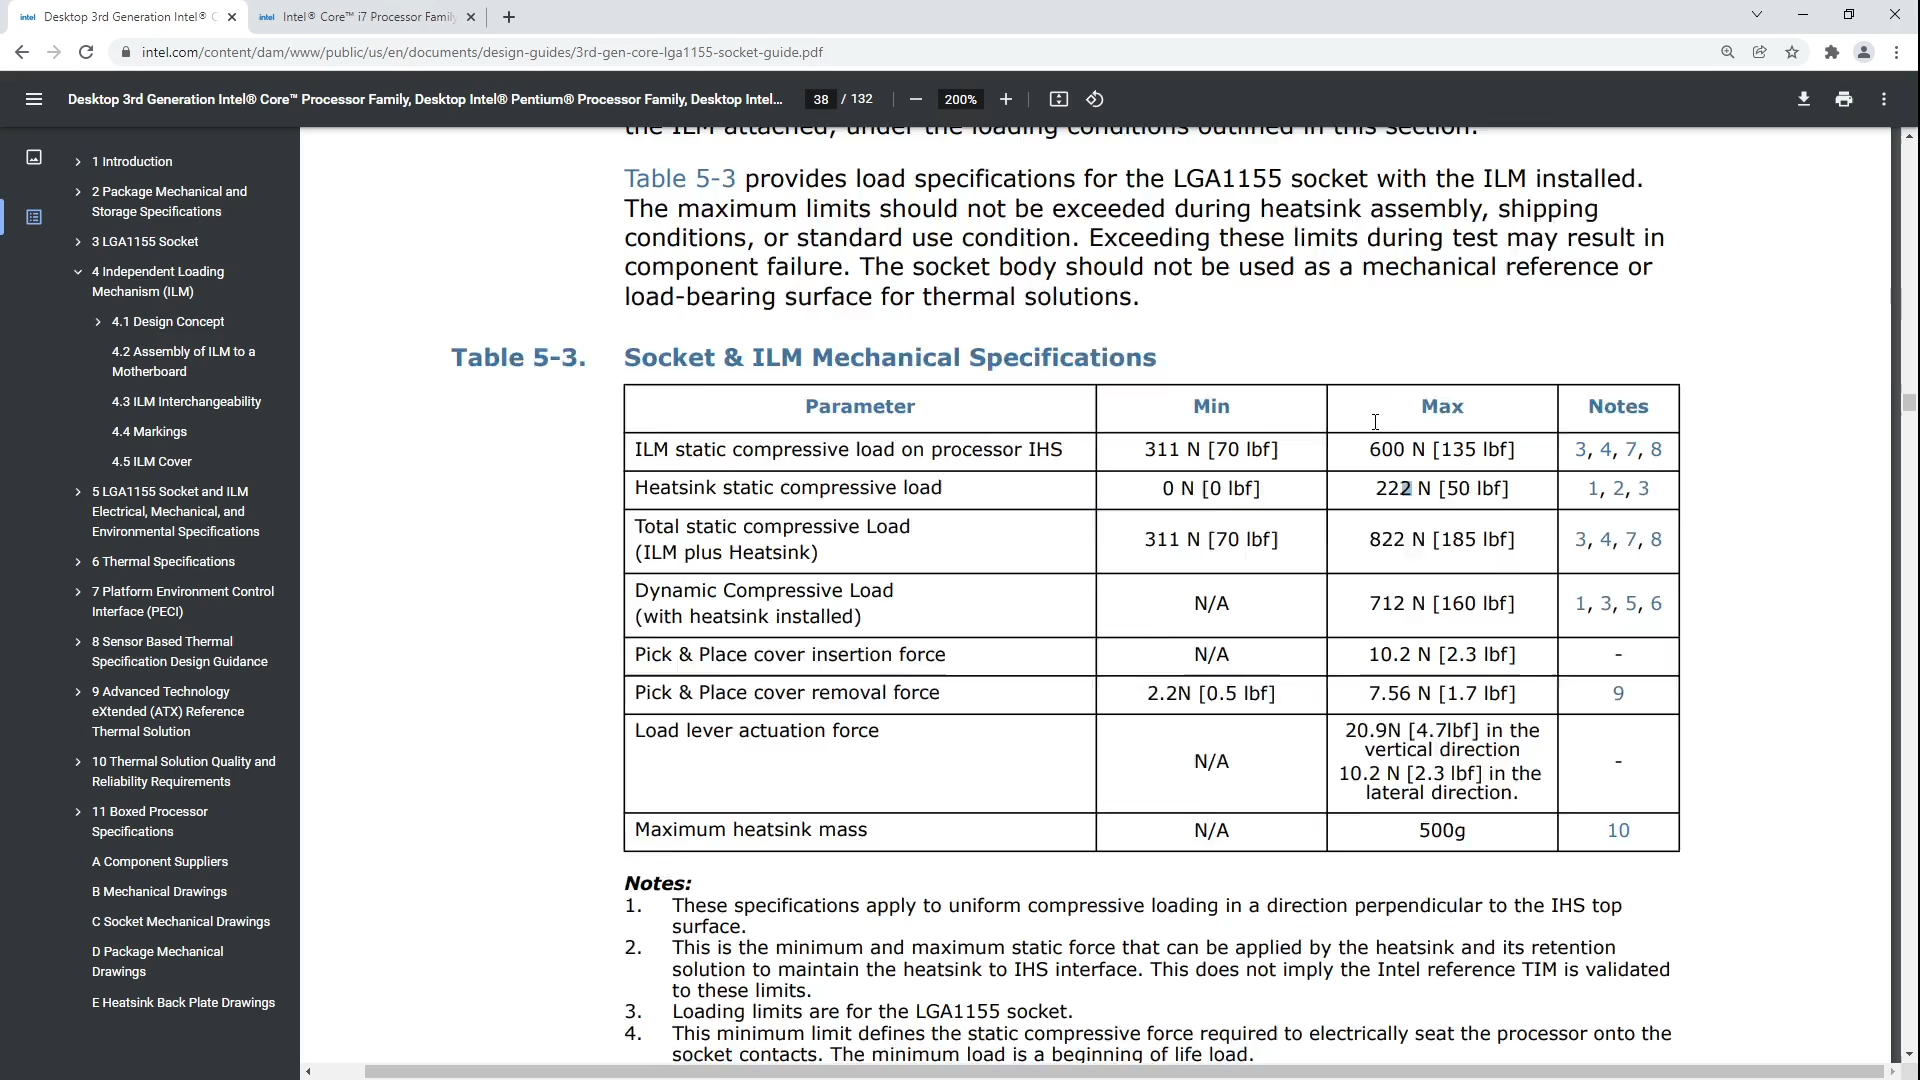 intel Desktop 3rd Generation Intel® C
intel Intel® Core™ i7 Processor Family
intel.com/content/dam/www/public/us/en/documents/design-guides/3rd-gen-core-lga1155-socket-guide.pdf
Desktop 3rd Generation Intel® Core™ Processor Family, Desktop Intel® Pentium® Processor Family, Desktop Intel...
38 / 132
200%
1 Introduction
2 Package Mechanical and
Storage Specifications
3 LGA1155 Socket
4 Independent Loading
Mechanism (ILM)
4.1 Design Concept
4.2 Assembly of ILM to a
Motherboard
4.3 ILM Interchangeability
4.4 Markings
4.5 ILM Cover
5 LGA1155 Socket and ILM
Electrical, Mechanical, and
Environmental Specifications
6 Thermal Specifications
7 Platform Environment Control
Interface (PECI)
8 Sensor Based Thermal
Specification Design Guidance
9 Advanced Technology
eXtended (ATX) Reference
Thermal Solution
10 Thermal Solution Quality and
Reliability Requirements
11 Boxed Processor
Specifications
A Component Suppliers
B Mechanical Drawings
C Socket Mechanical Drawings
D Package Mechanical
Drawings
E Heatsink Back Plate Drawings
the ILM attached, under the loading conditions outlined in this section.
Table 5-3 provides load specifications for the LGA1155 socket with the ILM installed.
The maximum limits should not be exceeded during heatsink assembly, shipping
conditions, or standard use condition. Exceeding these limits during test may result in
component failure. The socket body should not be used as a mechanical reference or
load-bearing surface for thermal solutions.
Table 5-3. Socket & ILM Mechanical Specifications
Parameter Min Max Notes
ILM static compressive load on processor IHS 311 N [70 lbf] 600 N [135 lbf] 3, 4, 7, 8
Heatsink static compressive load 0 N [0 lbf] 222 N [50 lbf] 1, 2, 3
Total static compressive Load
(ILM plus Heatsink) 311 N [70 lbf] 822 N [185 lbf] 3, 4, 7, 8
Dynamic Compressive Load
(with heatsink installed) N/A 712 N [160 lbf] 1, 3, 5, 6
Pick & Place cover insertion force N/A 10.2 N [2.3 lbf] -
Pick & Place cover removal force 2.2N [0.5 lbf] 7.56 N [1.7 lbf] 9
Load lever actuation force N/A 20.9N [4.7lbf] in the
vertical direction
10.2 N [2.3 lbf] in the
lateral direction. -
Maximum heatsink mass N/A 500g 10
Notes:
1. These specifications apply to uniform compressive loading in a direction perpendicular to the IHS top
surface.
2. This is the minimum and maximum static force that can be applied by the heatsink and its retention
solution to maintain the heatsink to IHS interface. This does not imply the Intel reference TIM is validated
to these limits.
3. Loading limits are for the LGA1155 socket.
4. This minimum limit defines the static compressive force required to electrically seat the processor onto the
socket contacts. The minimum load is a beginning of life load.